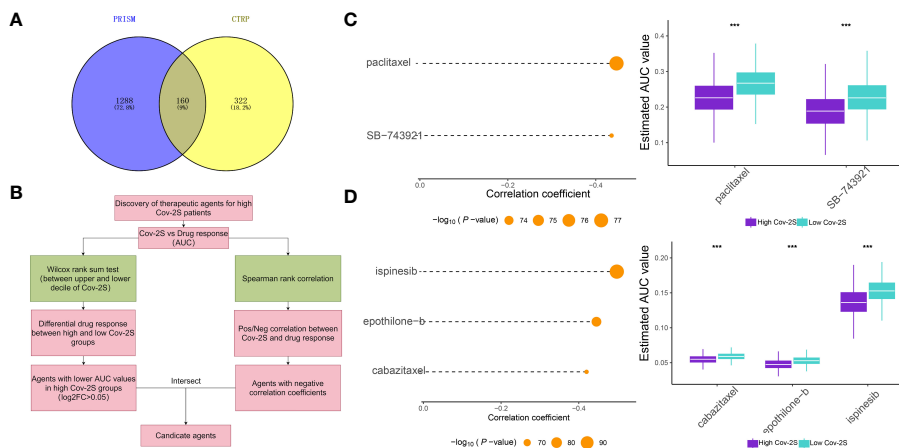 A
PRISM
CTRP
1288
(72.8%)
160
(9%)
322
(18.2%)
B
Discovery of therapeutic agents for high
Cov-2S patients
Cov-2S vs Drug response
(AUC)
Wilcox rank sum test
(between upper and lower
decile of Cov-2S)
Spearman rank correlation
Differential drug response
between high and low Cov-2S
groups
Pos/Neg correlation between
Cov-2S and drug response
Agents with lower AUC values
in high Cov-2S groups
(log2FC>0.05)
Intersect
Agents with negative
correlation coefficients
Candicate agents
C
paclitaxel
SB-743921
0.0
-0.2
-0.4
Correlation coefficient
-log10 (P-value) 74 75 76 77
Estimated AUC value
0.4
0.3
0.2
0.1
***
***
paclitaxel
SB-743921
High Cov-2S Low Cov-2S
D
ispinesib
epothilone-b
cabazitaxel
0.0
-0.2
-0.4
Correlation coefficient
-log10 (P-value) 70 80 90
Estimated AUC value
0.20
0.15
0.10
0.05
***
***
***
cabazitaxel
epothilone-b
ispinesib
High Cov-2S Low Cov-2S